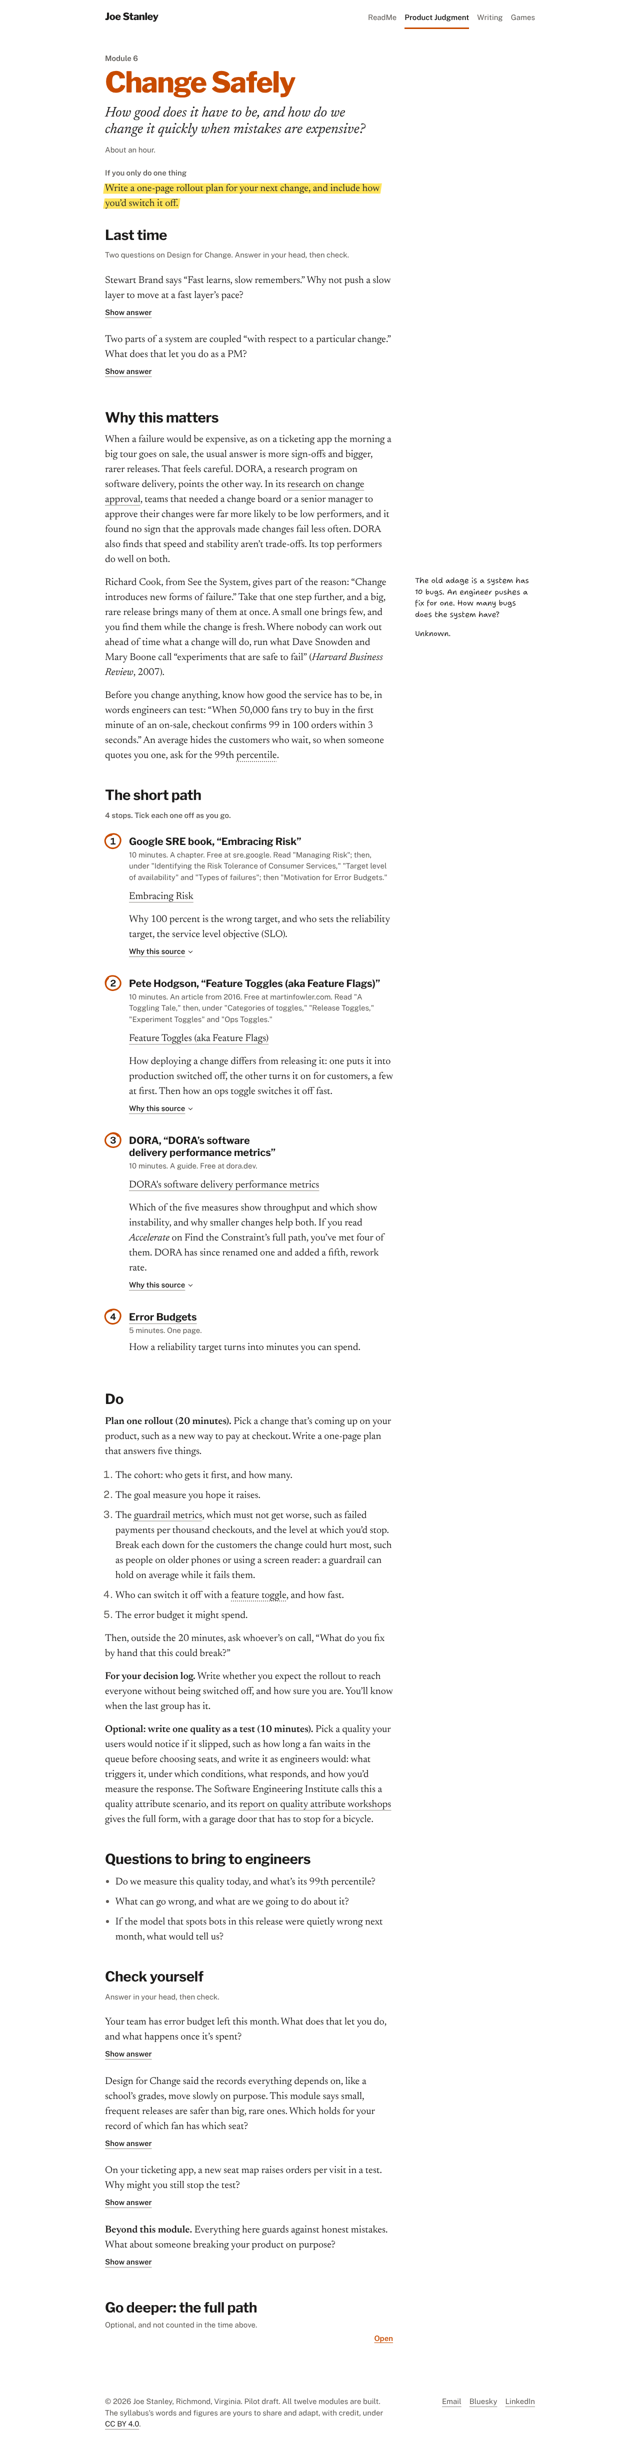 Joe Stanley
ReadMe Product Judgment Writing Games
Module 6
Change Safely
How good does it have to be, and how do we
change it quickly when mistakes are expensive?
About an hour.
If you only do one thing
Write a one-page rollout plan for your next change, and include how
you'd switch it off.
Last time
Two questions on Design for Change. Answer in your head, then check.
Stewart Brand says “Fast learns, slow remembers.” Why not push a slow
layer to move at a fast layer's pace?
Show answer
Two parts of a system are coupled “with respect to a particular change.”
What does that let you do as a PM?
Show answer
Why this matters
When a failure would be expensive, as on a ticketing app the morning a
big tour goes on sale, the usual answer is more sign-offs and bigger,
rarer releases. That feels careful. DORA, a research program on
software delivery, points the other way. In its research on change
approval, teams that needed a change board or a senior manager to
approve their changes were far more likely to be low performers, and it
found no sign that the approvals made changes fail less often. DORA
also finds that speed and stability aren't trade-offs. Its top performers
do well on both.
Richard Cook, from See the System, gives part of the reason: “Change
introduces new forms of failure.” Take that one step further, and a big,
rare release brings many of them at once. A small one brings few, and
you find them while the change is fresh. Where nobody can work out
ahead of time what a change will do, run what Dave Snowden and
Mary Boone call “experiments that are safe to fail” (Harvard Business
Review, 2007).
The old adage is a system has
10 bugs. An engineer pushes a
fix for one. How many bugs
does the system have?
Unknown.
Before you change anything, know how good the service has to be, in
words engineers can test: “When 50,000 fans try to buy in the first
minute of an on-sale, checkout confirms 99 in 100 orders within 3
seconds.” An average hides the customers who wait, so when someone
quotes you one, ask for the 99th percentile.
The short path
4 stops. Tick each one off as you go.
1 Google SRE book, “Embracing Risk”
10 minutes. A chapter. Free at sre.google. Read "Managing Risk"; then,
under "Identifying the Risk Tolerance of Consumer Services," "Target level
of availability" and "Types of failures"; then "Motivation for Error Budgets."
Embracing Risk
Why 100 percent is the wrong target, and who sets the reliability
target, the service level objective (SLO).
Why this source
2 Pete Hodgson, “Feature Toggles (aka Feature Flags)”
10 minutes. An article from 2016. Free at martinfowler.com. Read "A
Toggling Tale," then, under "Categories of toggles," "Release Toggles,"
"Experiment Toggles" and "Ops Toggles."
Feature Toggles (aka Feature Flags)
How deploying a change differs from releasing it: one puts it into
production switched off, the other turns it on for customers, a few
at first. Then how an ops toggle switches it off fast.
Why this source
3 DORA, “DORA's software
delivery performance metrics”
10 minutes. A guide. Free at dora.dev.
DORA's software delivery performance metrics
Which of the five measures show throughput and which show
instability, and why smaller changes help both. If you read
Accelerate on Find the Constraint's full path, you've met four of
them. DORA has since renamed one and added a fifth, rework
rate.
Why this source
4 Error Budgets
5 minutes. One page.
How a reliability target turns into minutes you can spend.
Do
Plan one rollout (20 minutes). Pick a change that's coming up on your
product, such as a new way to pay at checkout. Write a one-page plan
that answers five things.
1. The cohort: who gets it first, and how many.
2. The goal measure you hope it raises.
3. The guardrail metrics, which must not get worse, such as failed
payments per thousand checkouts, and the level at which you'd stop.
Break each down for the customers the change could hurt most, such
as people on older phones or using a screen reader: a guardrail can
hold on average while it fails them.
4. Who can switch it off with a feature toggle, and how fast.
5. The error budget it might spend.
Then, outside the 20 minutes, ask whoever's on call, “What do you fix
by hand that this could break?”
For your decision log. Write whether you expect the rollout to reach
everyone without being switched off, and how sure you are. You'll know
when the last group has it.
Optional: write one quality as a test (10 minutes). Pick a quality your
users would notice if it slipped, such as how long a fan waits in the
queue before choosing seats, and write it as engineers would: what
triggers it, under which conditions, what responds, and how you'd
measure the response. The Software Engineering Institute calls this a
quality attribute scenario, and its report on quality attribute workshops
gives the full form, with a garage door that has to stop for a bicycle.
Questions to bring to engineers
• Do we measure this quality today, and what's its 99th percentile?
• What can go wrong, and what are we going to do about it?
• If the model that spots bots in this release were quietly wrong next
month, what would tell us?
Check yourself
Answer in your head, then check.
Your team has error budget left this month. What does that let you do,
and what happens once it's spent?
Show answer
Design for Change said the records everything depends on, like a
school's grades, move slowly on purpose. This module says small,
frequent releases are safer than big, rare ones. Which holds for your
record of which fan has which seat?
Show answer
On your ticketing app, a new seat map raises orders per visit in a test.
Why might you still stop the test?
Show answer
Beyond this module. Everything here guards against honest mistakes.
What about someone breaking your product on purpose?
Show answer
Go deeper: the full path
Optional, and not counted in the time above.
Open
© 2026 Joe Stanley, Richmond, Virginia. Pilot draft. All twelve modules are built.
The syllabus's words and figures are yours to share and adapt, with credit, under
CC BY 4.0.
Email Bluesky LinkedIn